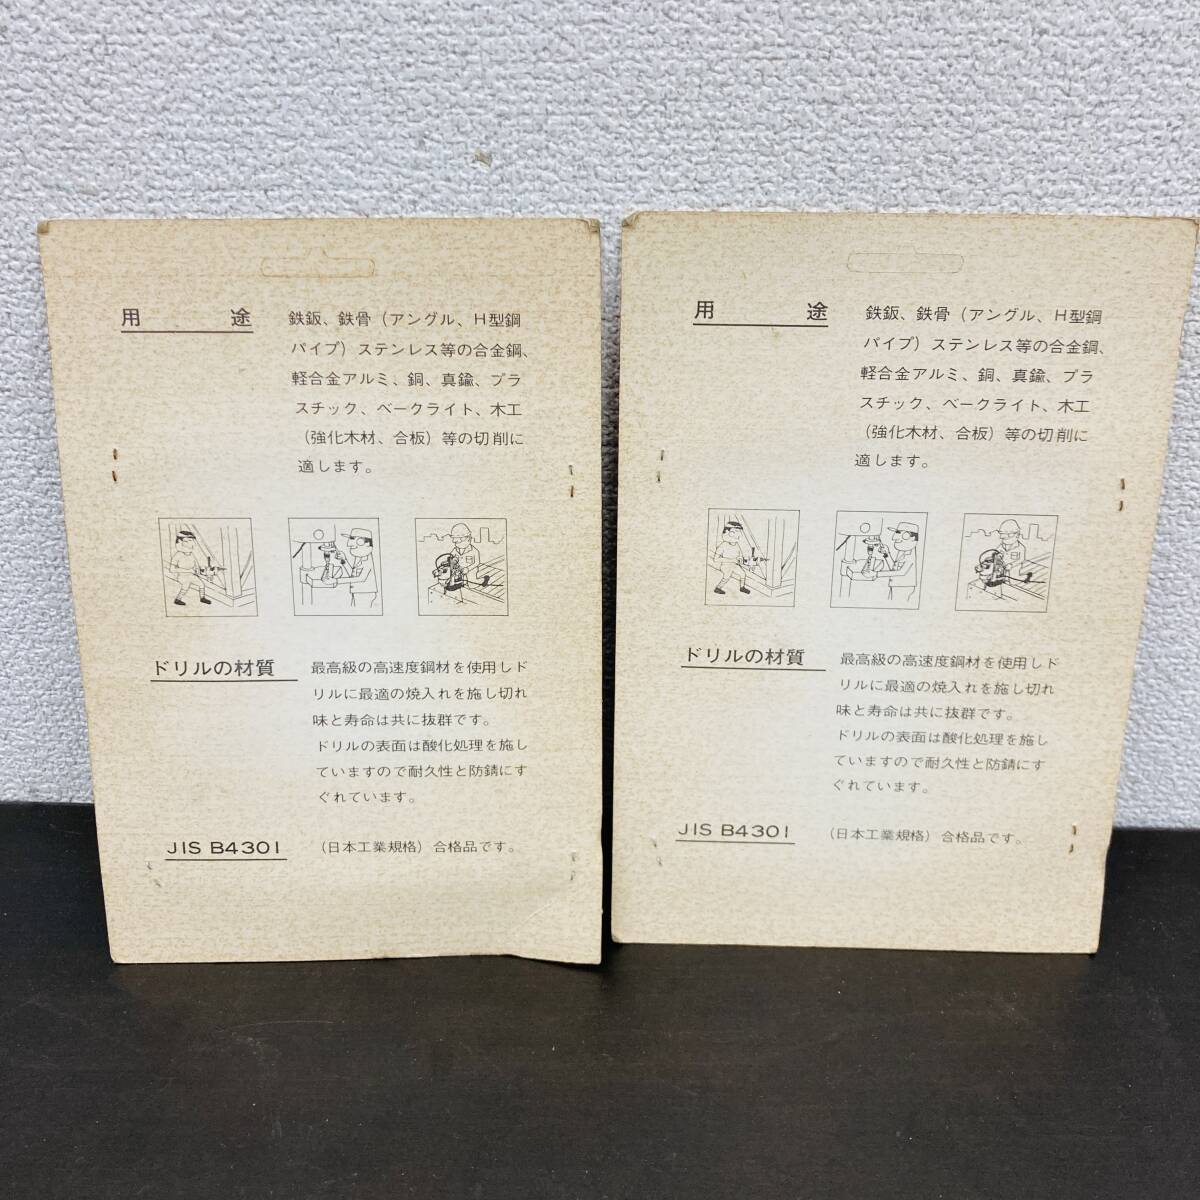 用途
鉄鈑、鉄骨（アングル、H型鋼
パイプ）ステンレス等の合金鋼、
軽合金アルミ、銅、真鍮、プラ
スチック、ベークライト、木工
（強化木材、合板）等の切削に
適します。
ドリルの材質
最高級の高速度鋼材を使用しド
リルに最適の焼入れを施し切れ
味と寿命は共に抜群です。
ドリルの表面は酸化処理を施し
ていますので耐久性と防錆にす
ぐれています。
JIS B4301
（日本工業規格）合格品です。
用途
鉄鈑、鉄骨（アングル、H型鋼
パイプ）ステンレス等の合金鋼、
軽合金アルミ、銅、真鍮、プラ
スチック、ベークライト、木工
（強化木材、合板）等の切削に
適します。
ドリルの材質
最高級の高速度鋼材を使用しド
リルに最適の焼入れを施し切れ
味と寿命は共に抜群です。
ドリルの表面は酸化処理を施し
ていますので耐久性と防錆にす
ぐれています。
JIS B4301
（日本工業規格）合格品です。